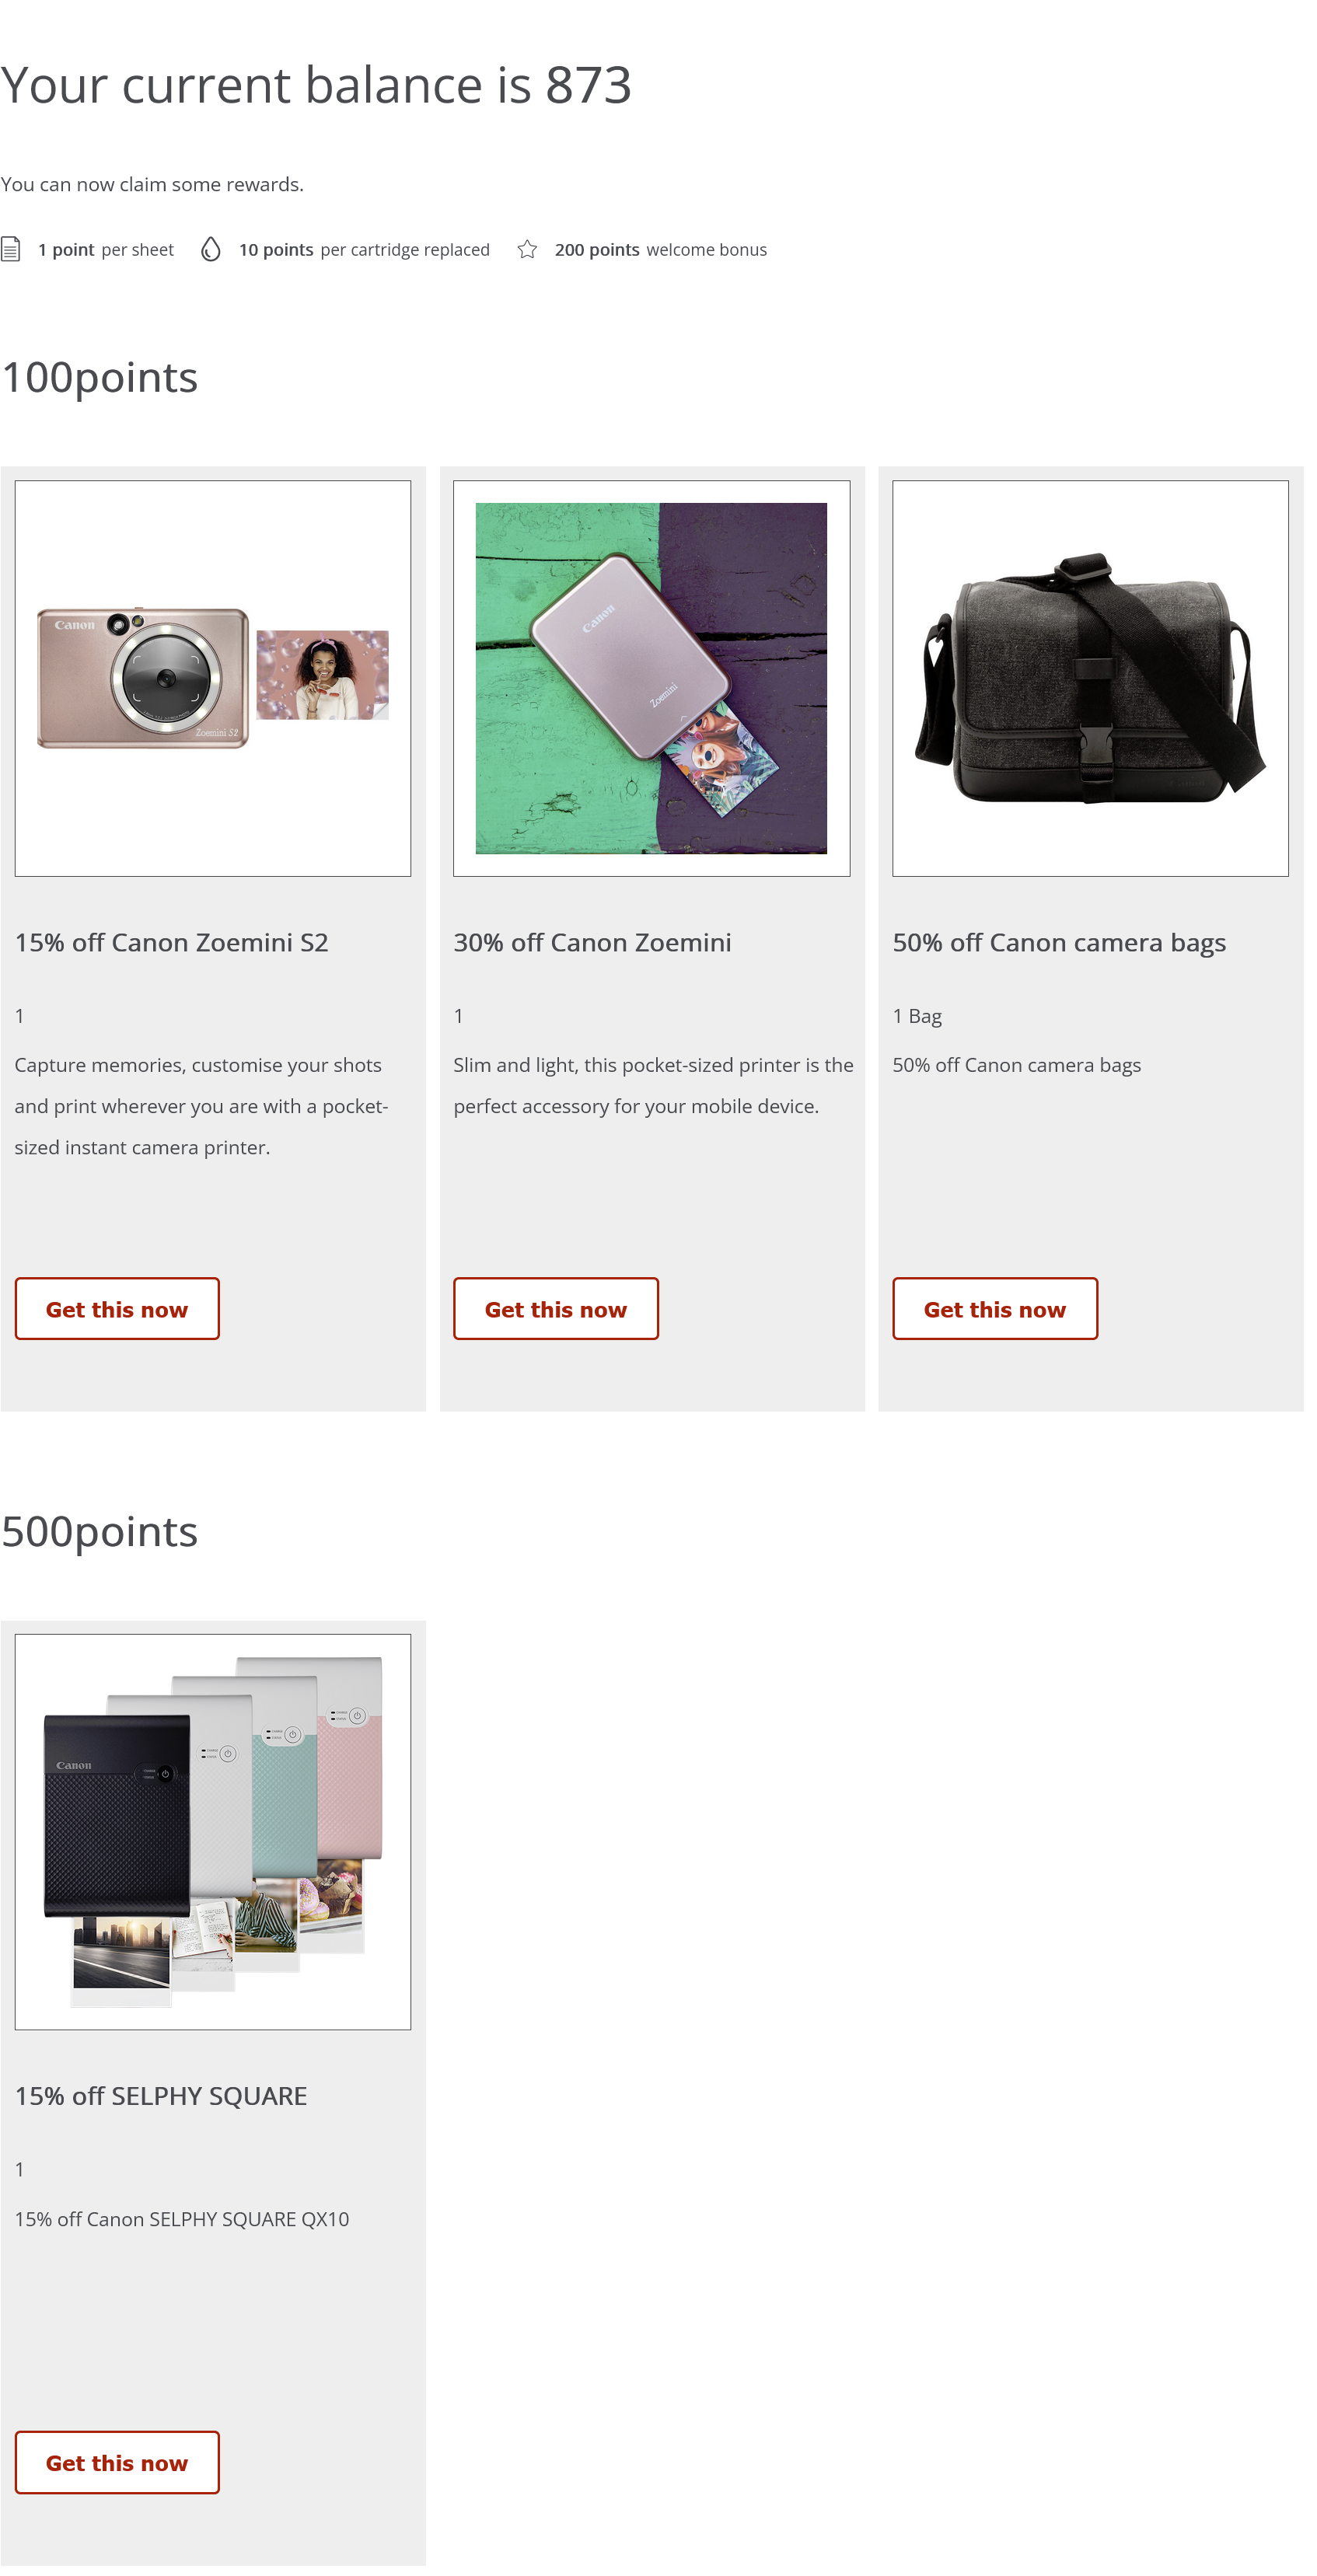 Your current balance is 873
You can now claim some rewards.
1 point per sheet 10 points per cartridge replaced 200 points welcome bonus
100points
Canon
Zoemini S2
Canon
Zoemini
15% off Canon Zoemini S2
1
Capture memories, customise your shots
and print wherever you are with a pocket-
sized instant camera printer.
Get this now
30% off Canon Zoemini
1
Slim and light, this pocket-sized printer is the
perfect accessory for your mobile device.
Get this now
50% off Canon camera bags
1 Bag
50% off Canon camera bags
Get this now
500points
Canon
15% off SELPHY SQUARE
1
15% off Canon SELPHY SQUARE QX10
Get this now